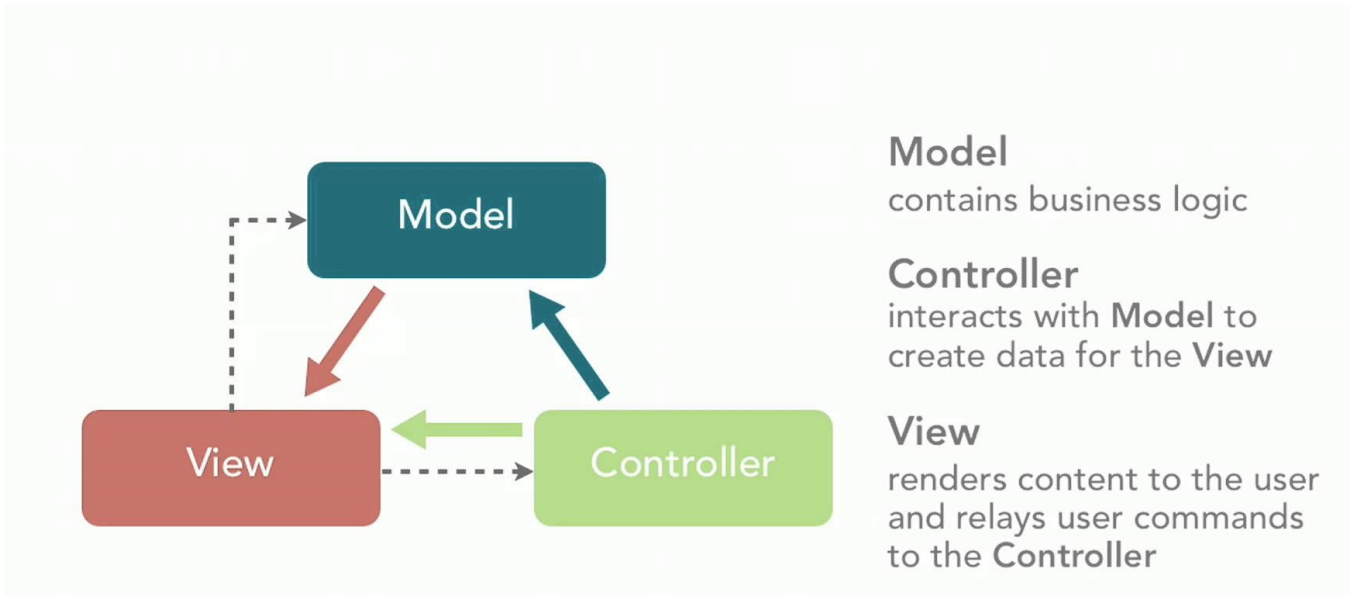 Model
View
Controller
Model
contains business logic
Controller
interacts with Model to
create data for the View
View
renders content to the user
and relays user commands
to the Controller